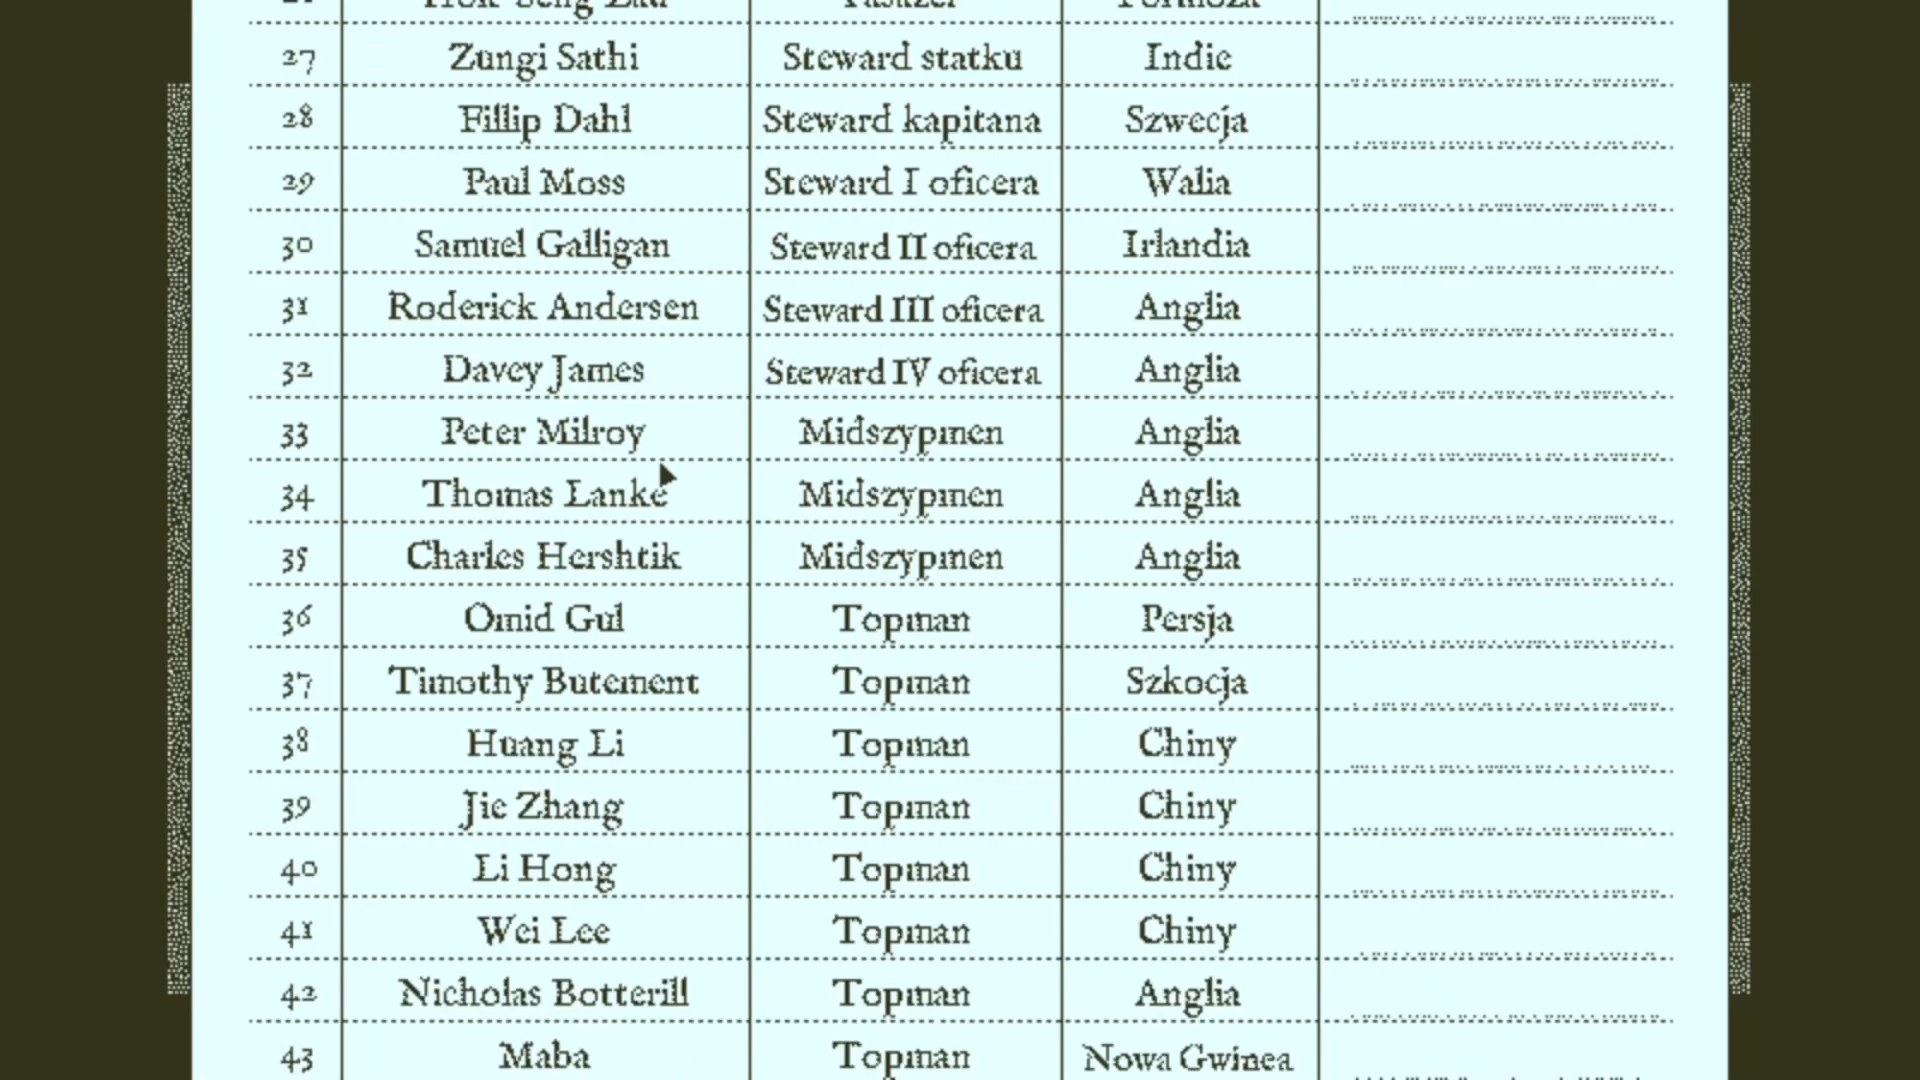 27 Zungi Sathi Steward statku Indie
28 Fillip Dahl Steward kapitana Szwecja
29 Paul Moss Steward I oficera Walia
30 Samuel Galligan Steward II oficera Irlandia
31 Roderick Andersen Steward III oficera Anglia
32 Davey James Steward IV oficera Anglia
33 Peter Milroy Midszypmen Anglia
34 Thomas Lanke Midszypmen Anglia
35 Charles Hershtik Midszypmen Anglia
36 Omid Gul Topman Persja
37 Timothy Butement Topman Szkocja
38 Huang Li Topman Chiny
39 Jie Zhang Topman Chiny
40 Li Hong Topman Chiny
41 Wei Lee Topman Chiny
42 Nicholas Botterill Topman Anglia
43 Maba Topman Nowa Gwinea